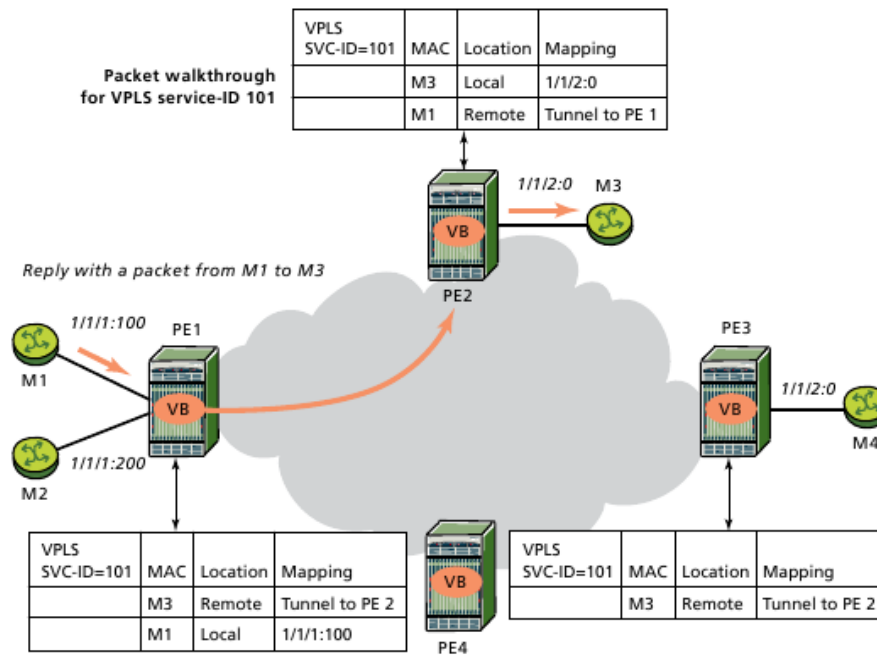 VPLS
SVC-ID=101 MAC Location Mapping
M3 Local 1/1/2:0
M1 Remote Tunnel to PE 1
Packet walkthrough
for VPLS service-ID 101
1/1/2:0
M3
VB
PE2
Reply with a packet from M1 to M3
1/1/1:100
PE1
M1
VB
M2
1/1/1:200
PE3
1/1/2:0
VB
M4
VPLS
SVC-ID=101 MAC Location Mapping
M3 Remote Tunnel to PE 2
M1 Local 1/1/1:100
VB
PE4
VPLS
SVC-ID=101 MAC Location Mapping
M3 Remote Tunnel to PE 2